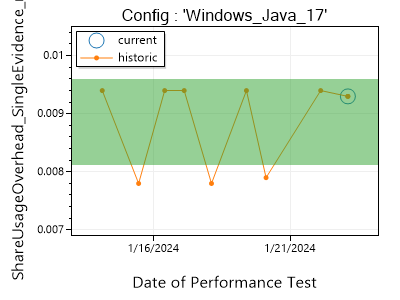 Config : 'Windows_Java_17'
current
historic
0.01
0.009
0.008
0.007
ShareUsageOverhead_SingleEvidence_
1/16/2024
1/21/2024
Date of Performance Test